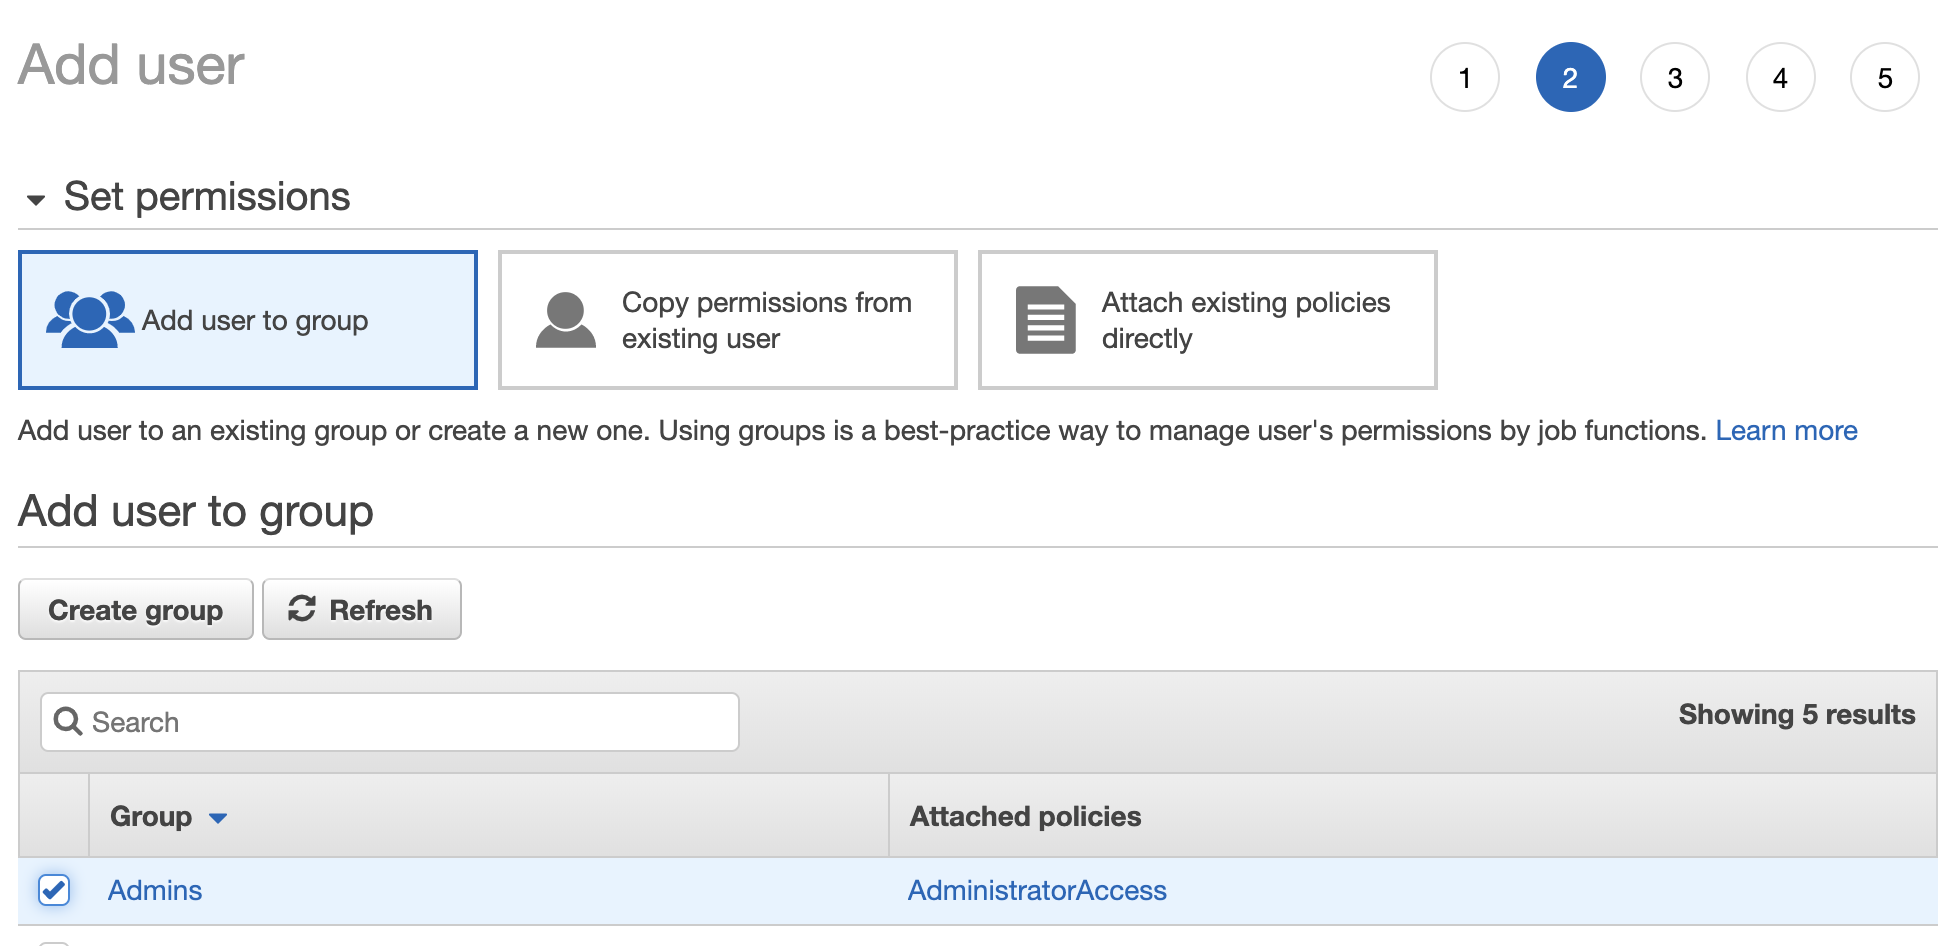 Add user
1 2 3 4 5
Set permissions
Add user to group
Copy permissions from
existing user
Attach existing policies
directly
Add user to an existing group or create a new one. Using groups is a best-practice way to manage user's permissions by job functions. Learn more
Add user to group
Create group Refresh
Search
Showing 5 results
Group Attached policies
Admins AdministratorAccess